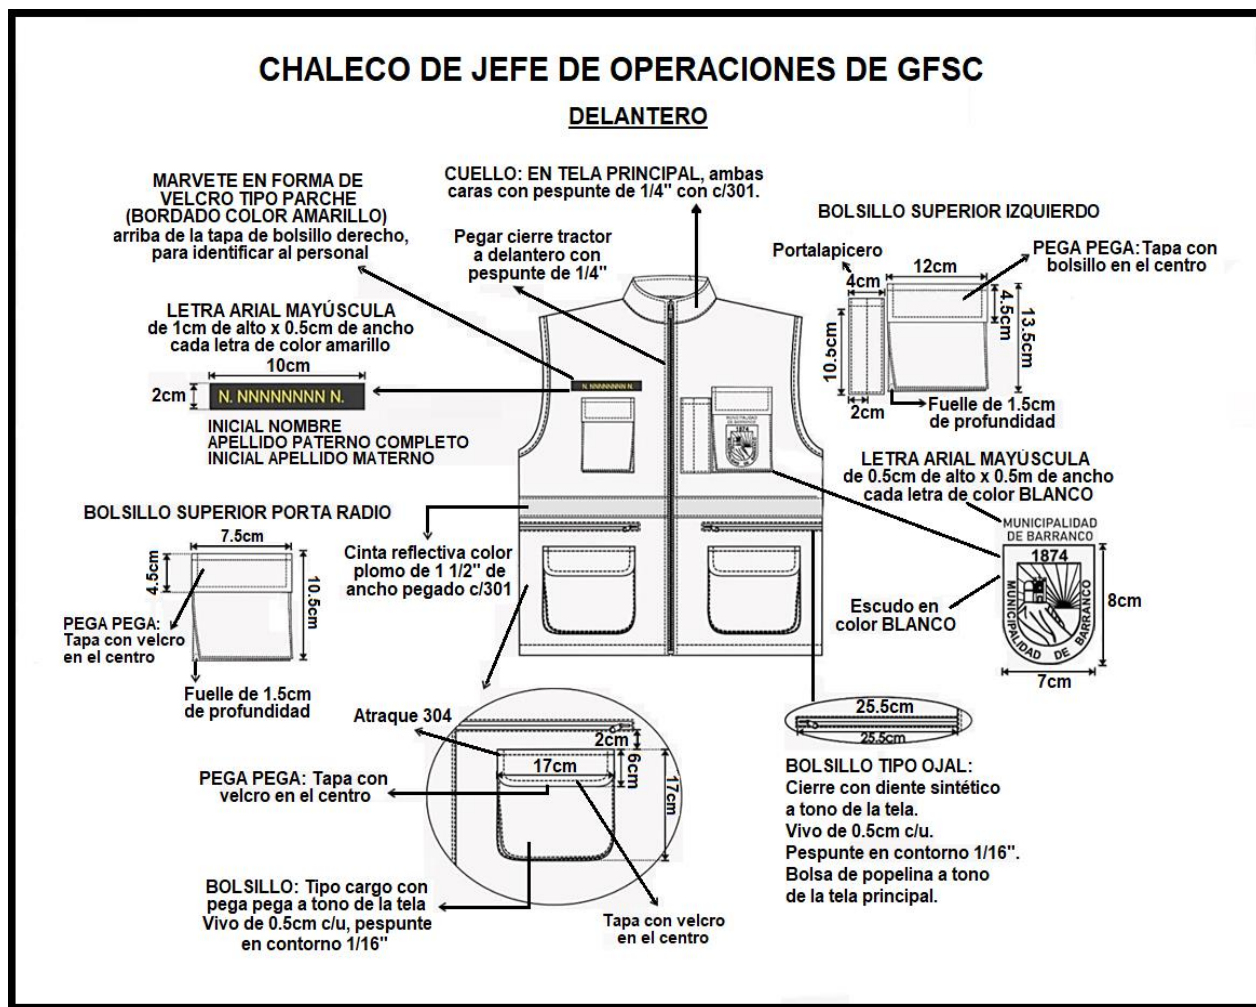 CHALECO DE JEFE DE OPERACIONES DE GFSC
DELANTERO
MARVETE EN FORMA DE
VELCRO TIPO PARCHE
(BORDADO COLOR AMARILLO)
arriba de la tapa de bolsillo derecho,
para identificar al personal
CUELLO: EN TELA PRINCIPAL, ambas
caras con pespunte de 1/4" con c/301.
Pegar cierre tractor
a delantero con
pespunte de 1/4"
BOLSILLO SUPERIOR IZQUIERDO
Portalapicero
4cm
12cm
PEGA PEGA: Tapa con
bolsillo en el centro
4.5cm
13.5cm
10.5cm
2cm
Fuelle de 1.5cm
de profundidad
LETRA ARIAL MAYÚSCULA
de 1cm de alto x 0.5cm de ancho
cada letra de color amarillo
10cm
2cm
N. NNNNNNNN N.
INICIAL NOMBRE
APELLIDO PATERNO COMPLETO
INICIAL APELLIDO MATERNO
N. NNNNNNNN N.
MUNICIPALIDAD
DE BARRANCO
1874
LETRA ARIAL MAYÚSCULA
de 0.5cm de alto x 0.5m de ancho
cada letra de color BLANCO
MUNICIPALIDAD
DE BARRANCO
1874
MUNICIPALIDAD DE BARRANCO
8cm
7cm
Escudo en
color BLANCO
BOLSILLO SUPERIOR PORTA RADIO
7.5cm
4.5cm
10.5cm
PEGA PEGA:
Tapa con velcro
en el centro
Fuelle de 1.5cm
de profundidad
Cinta reflectiva color
plomo de 1 1/2" de
ancho pegado c/301
Atraque 304
2cm
6cm
17cm
17cm
PEGA PEGA: Tapa con
velcro en el centro
BOLSILLO: Tipo cargo con
pega pega a tono de la tela
Vivo de 0.5cm c/u, pespunte
en contorno 1/16"
Tapa con velcro
en el centro
25.5cm
25.5cm
BOLSILLO TIPO OJAL:
Cierre con diente sintético
a tono de la tela.
Vivo de 0.5cm c/u.
Pespunte en contorno 1/16".
Bolsa de popelina a tono
de la tela principal.